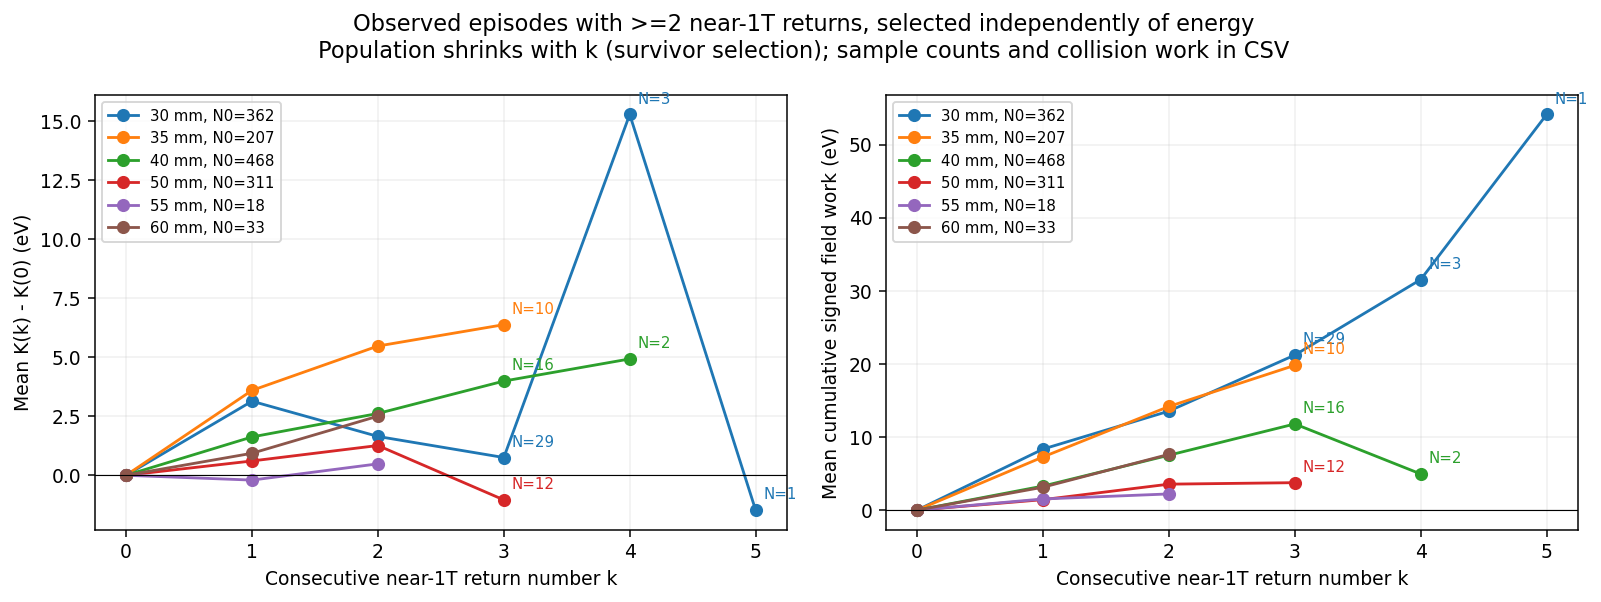 Observed episodes with >=2 near-1T returns, selected independently of energy
Population shrinks with k (survivor selection); sample counts and collision work in CSV
Mean K(k) - K(0) (eV)
15.0
12.5
10.0
7.5
5.0
2.5
0.0
30 mm, N0=362
35 mm, N0=207
40 mm, N0=468
50 mm, N0=311
55 mm, N0=18
60 mm, N0=33
N=3
N=10
N=16
N=2
N=29
N=12
N=1
0
1
2
3
4
5
Consecutive near-1T return number k
Mean cumulative signed field work (eV)
50
40
30
20
10
0
30 mm, N0=362
35 mm, N0=207
40 mm, N0=468
50 mm, N0=311
55 mm, N0=18
60 mm, N0=33
N=1
N=3
N=29
N=10
N=16
N=2
N=12
0
1
2
3
4
5
Consecutive near-1T return number k